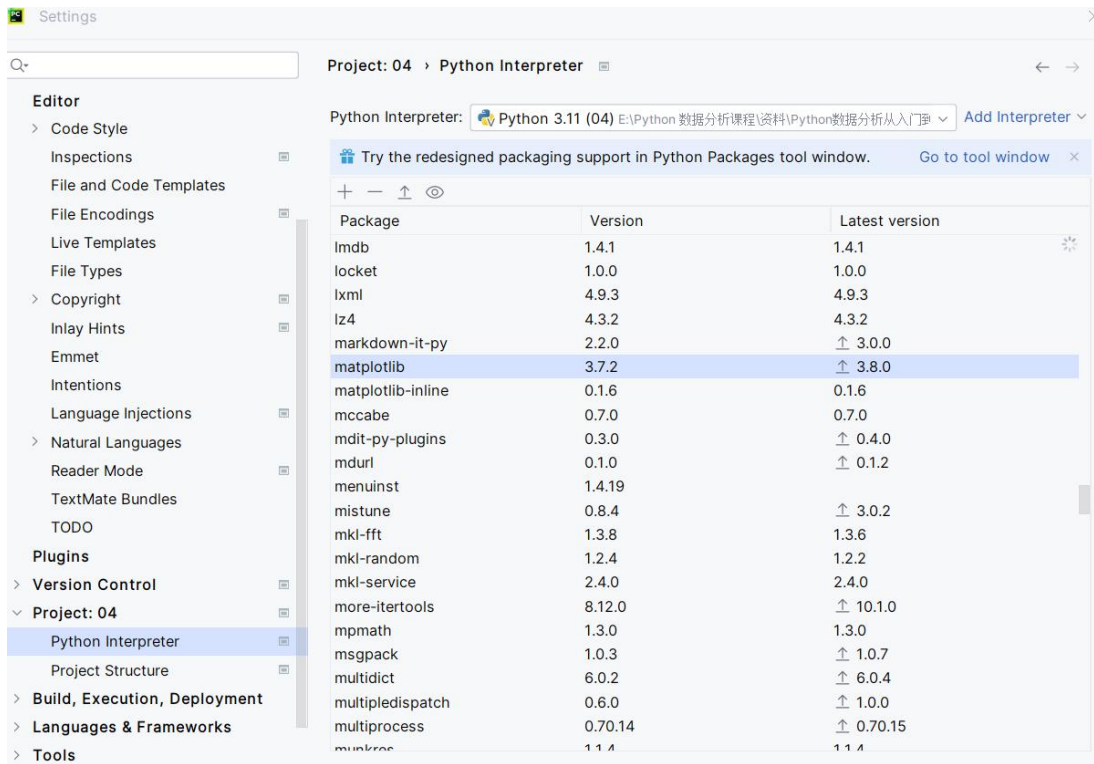 Settings
Editor
Code Style
Inspections
File and Code Templates
File Encodings
Live Templates
File Types
Copyright
Inlay Hints
Emmet
Intentions
Language Injections
Natural Languages
Reader Mode
TextMate Bundles
TODO
Plugins
Version Control
Project: 04
Python Interpreter
Project Structure
Build, Execution, Deployment
Languages & Frameworks
Tools
Project: 04 › Python Interpreter
Python Interpreter: Python 3.11 (04) E:\Python 数据分析课程\资料\Python数据分析从入门到 Add Interpreter
Try the redesigned packaging support in Python Packages tool window. Go to tool window
Package Version Latest version
lmdb 1.4.1 1.4.1
locket 1.0.0 1.0.0
lxml 4.9.3 4.9.3
lz4 4.3.2 4.3.2
markdown-it-py 2.2.0 3.0.0
matplotlib 3.7.2 3.8.0
matplotlib-inline 0.1.6 0.1.6
mccabe 0.7.0 0.7.0
mdit-py-plugins 0.3.0 0.4.0
mdurl 0.1.0 0.1.2
menuinst 1.4.19
mistune 0.8.4 3.0.2
mkl-fft 1.3.8 1.3.6
mkl-random 1.2.4 1.2.2
mkl-service 2.4.0 2.4.0
more-itertools 8.12.0 10.1.0
mpmath 1.3.0 1.3.0
msgpack 1.0.3 1.0.7
multidict 6.0.2 6.0.4
multipledispatch 0.6.0 1.0.0
multiprocess 0.70.14 0.70.15
munkres 1.1.4 1.1.4